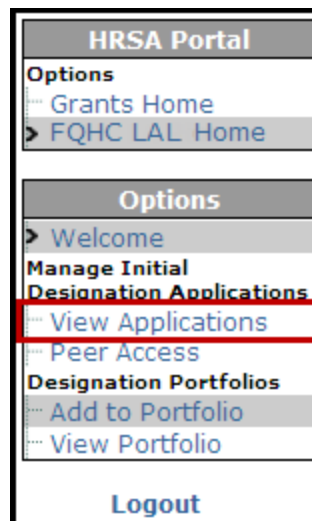 HRSA Portal
Options
Grants Home
FQHC LAL Home
Options
Welcome
Manage Initial
Designation Applications
View Applications
Peer Access
Designation Portfolios
Add to Portfolio
View Portfolio
Logout